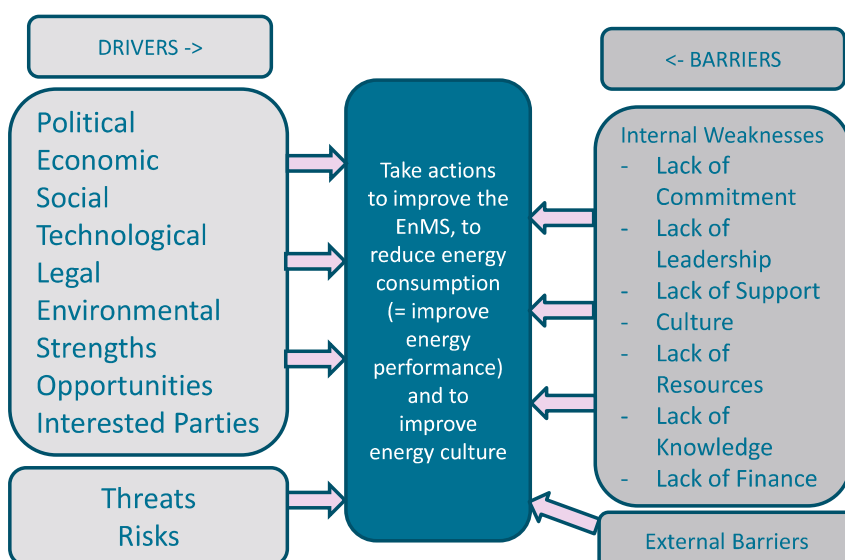 DRIVERS ->
Political
Economic
Social
Technological
Legal
Environmental
Strengths
Opportunities
Interested Parties
Threats
Risks
Take actions
to improve the
EnMS, to
reduce energy
consumption
(= improve
energy
performance)
and to
improve
energy culture
<- BARRIERS
Internal Weaknesses
- Lack of
Commitment
- Lack of
Leadership
- Lack of Support
- Culture
- Lack of
Resources
- Lack of
Knowledge
- Lack of Finance
External Barriers